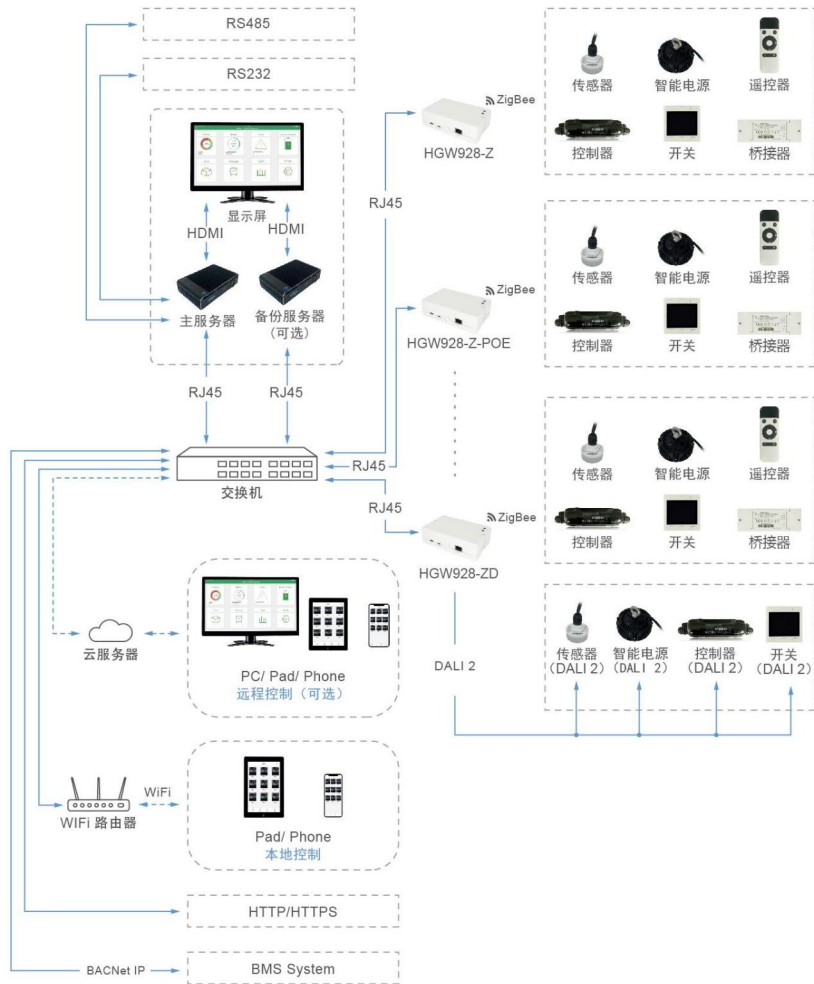 RS485
RS232
显示屏
HDMI
HDMI
主服务器
备份服务器
(可选)
RJ45
RJ45
交换机
云服务器
PC/ Pad/ Phone
远程控制（可选）
WIFi 路由器
WiFi
Pad/ Phone
本地控制
HTTP/HTTPS
BACNet IP
BMS System
RJ45
RJ45
RJ45
ZigBee
HGW928-Z
ZigBee
HGW928-Z-POE
ZigBee
HGW928-ZD
DALI 2
传感器
智能电源
遥控器
控制器
开关
桥接器
传感器
智能电源
遥控器
控制器
开关
桥接器
传感器
智能电源
遥控器
控制器
开关
桥接器
传感器
(DALI 2)
智能电源
(DALI 2)
控制器
(DALI 2)
开关
(DALI 2)